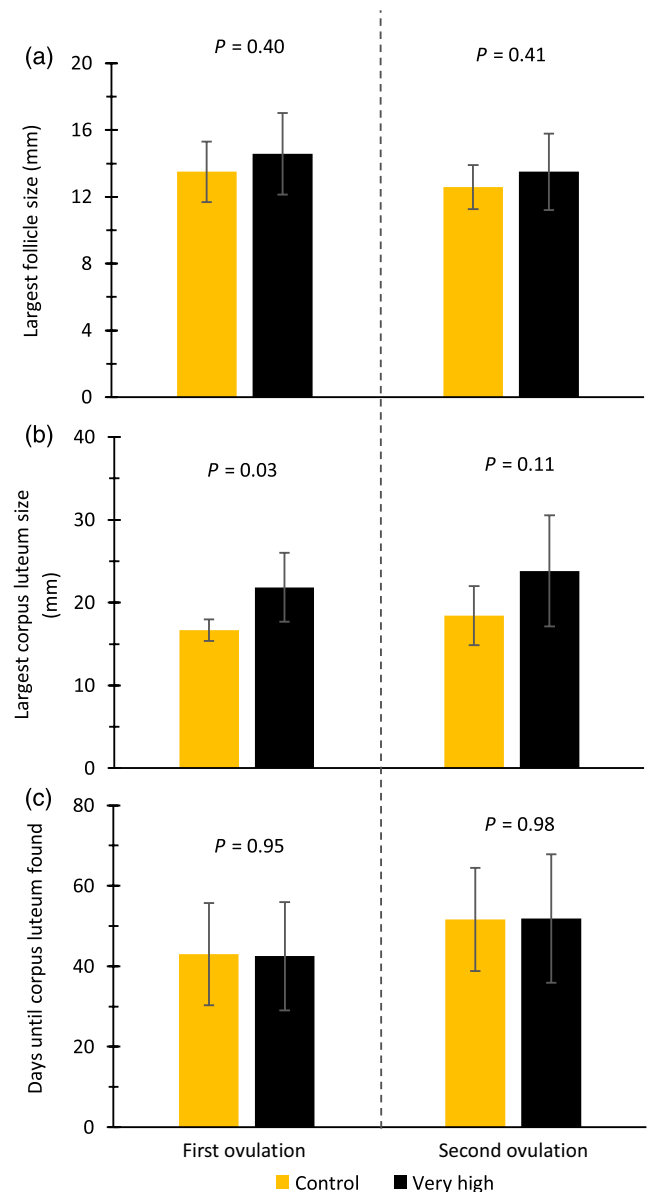 (a)
P = 0.40
P = 0.41
Largest follicle size (mm)
20
16
12
8
4
0
(b)
P = 0.03
P = 0.11
Largest corpus luteum size
(mm)
40
30
20
10
0
(c)
P = 0.95
P = 0.98
Days until corpus luteum found
80
60
40
20
0
First ovulation
Second ovulation
Control
Very high